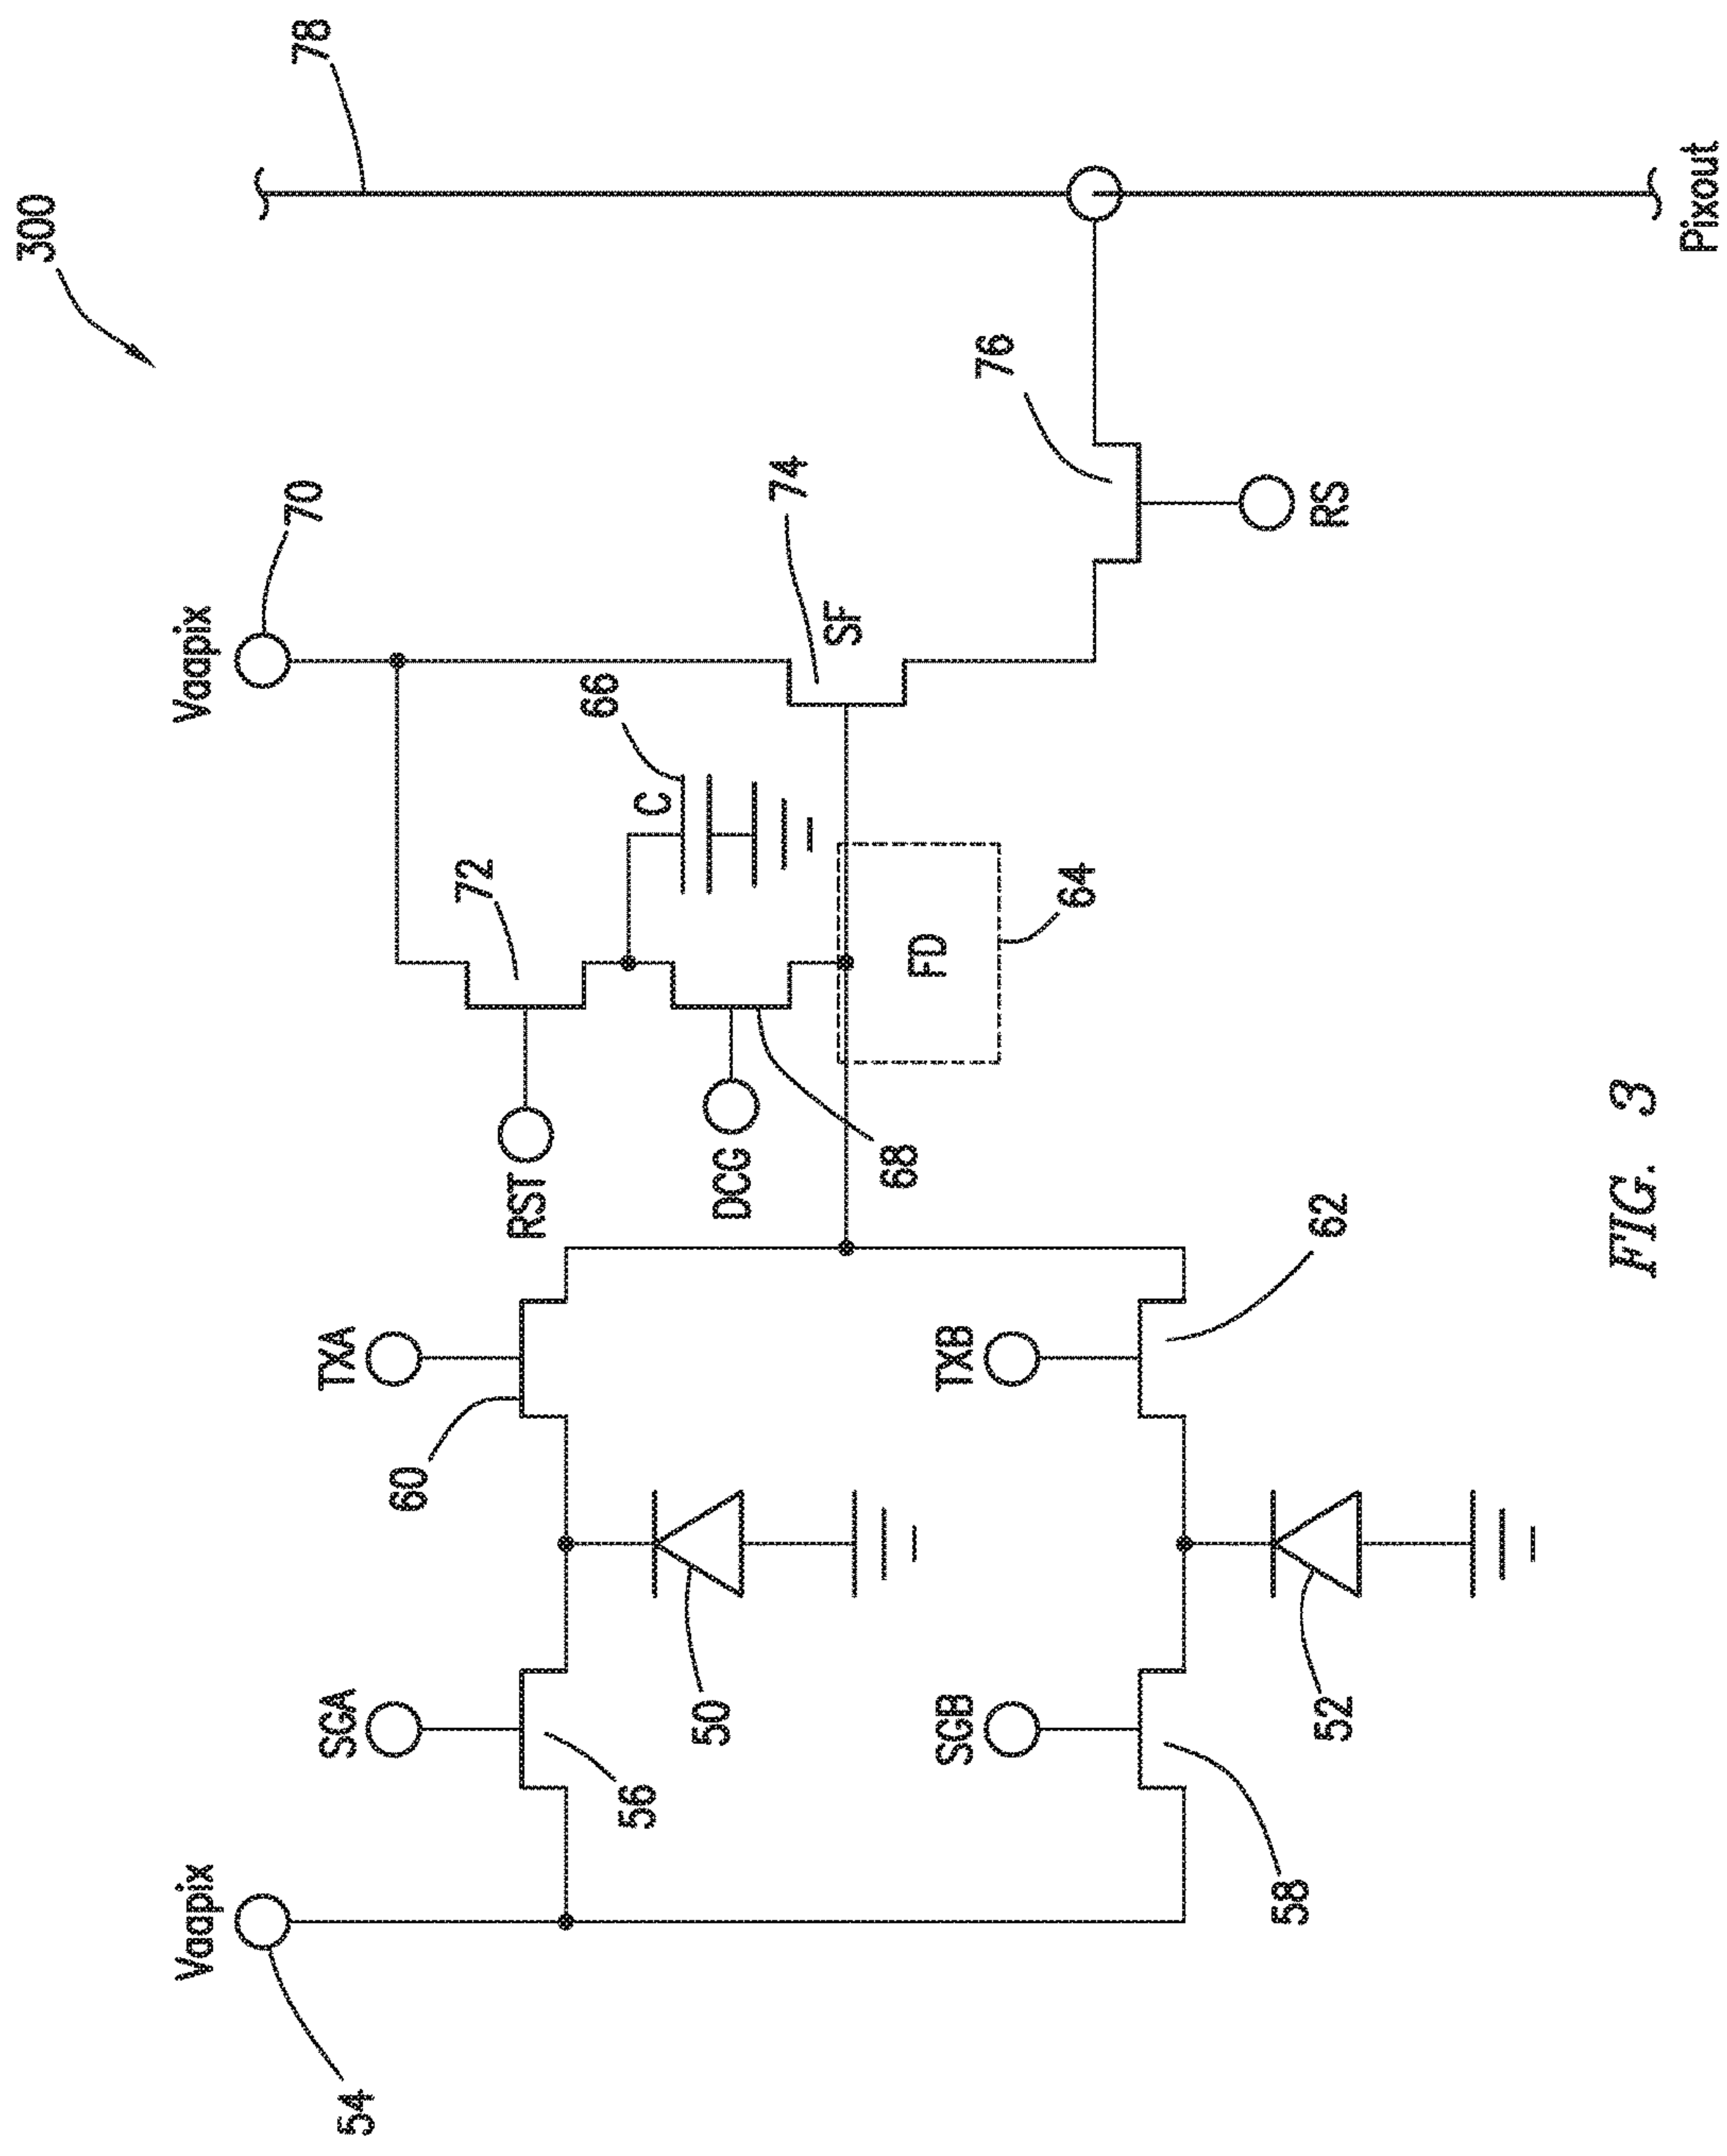 300
78
Vaapix
70
Vaapix
54
72
66
C
74
SF
76
RS
RST
DCG
68
FD
64
TXA
60
SGA
56
50
TXB
62
SGB
58
52
Pixout
FIG. 3